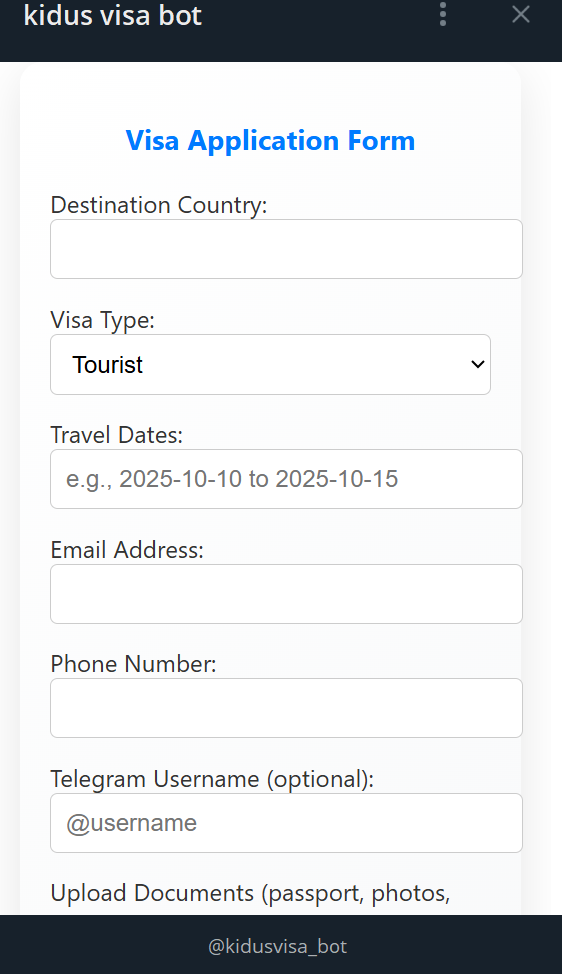 kidus visa bot
Visa Application Form
Destination Country:
Visa Type:
Tourist
Travel Dates:
e.g., 2025-10-10 to 2025-10-15
Email Address:
Phone Number:
Telegram Username (optional):
@username
Upload Documents (passport, photos,
@kidusvisa_bot